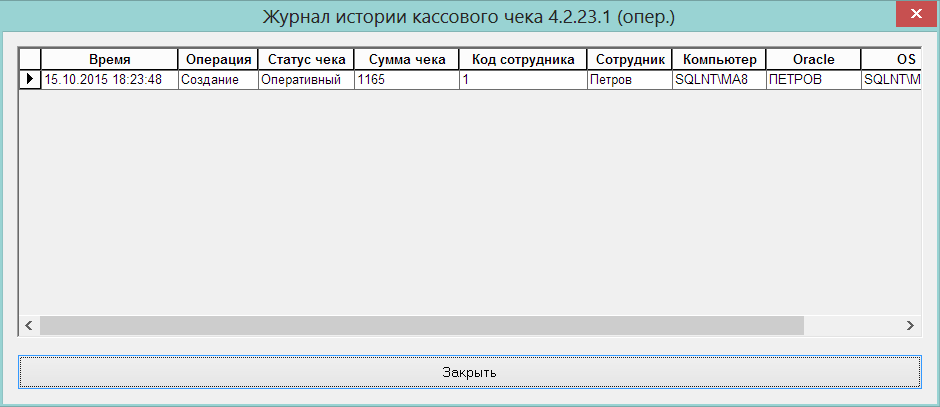 Журнал истории кассового чека 4.2.23.1 (опер.)
Время Операция Статус чека Сумма чека Код сотрудника Сотрудник Компьютер Oracle OS
15.10.2015 18:23:48 Создание Оперативный 1165 1 Петров SQLNT\MA8 ПЕТРОВ SQLNT\M
Закрыть